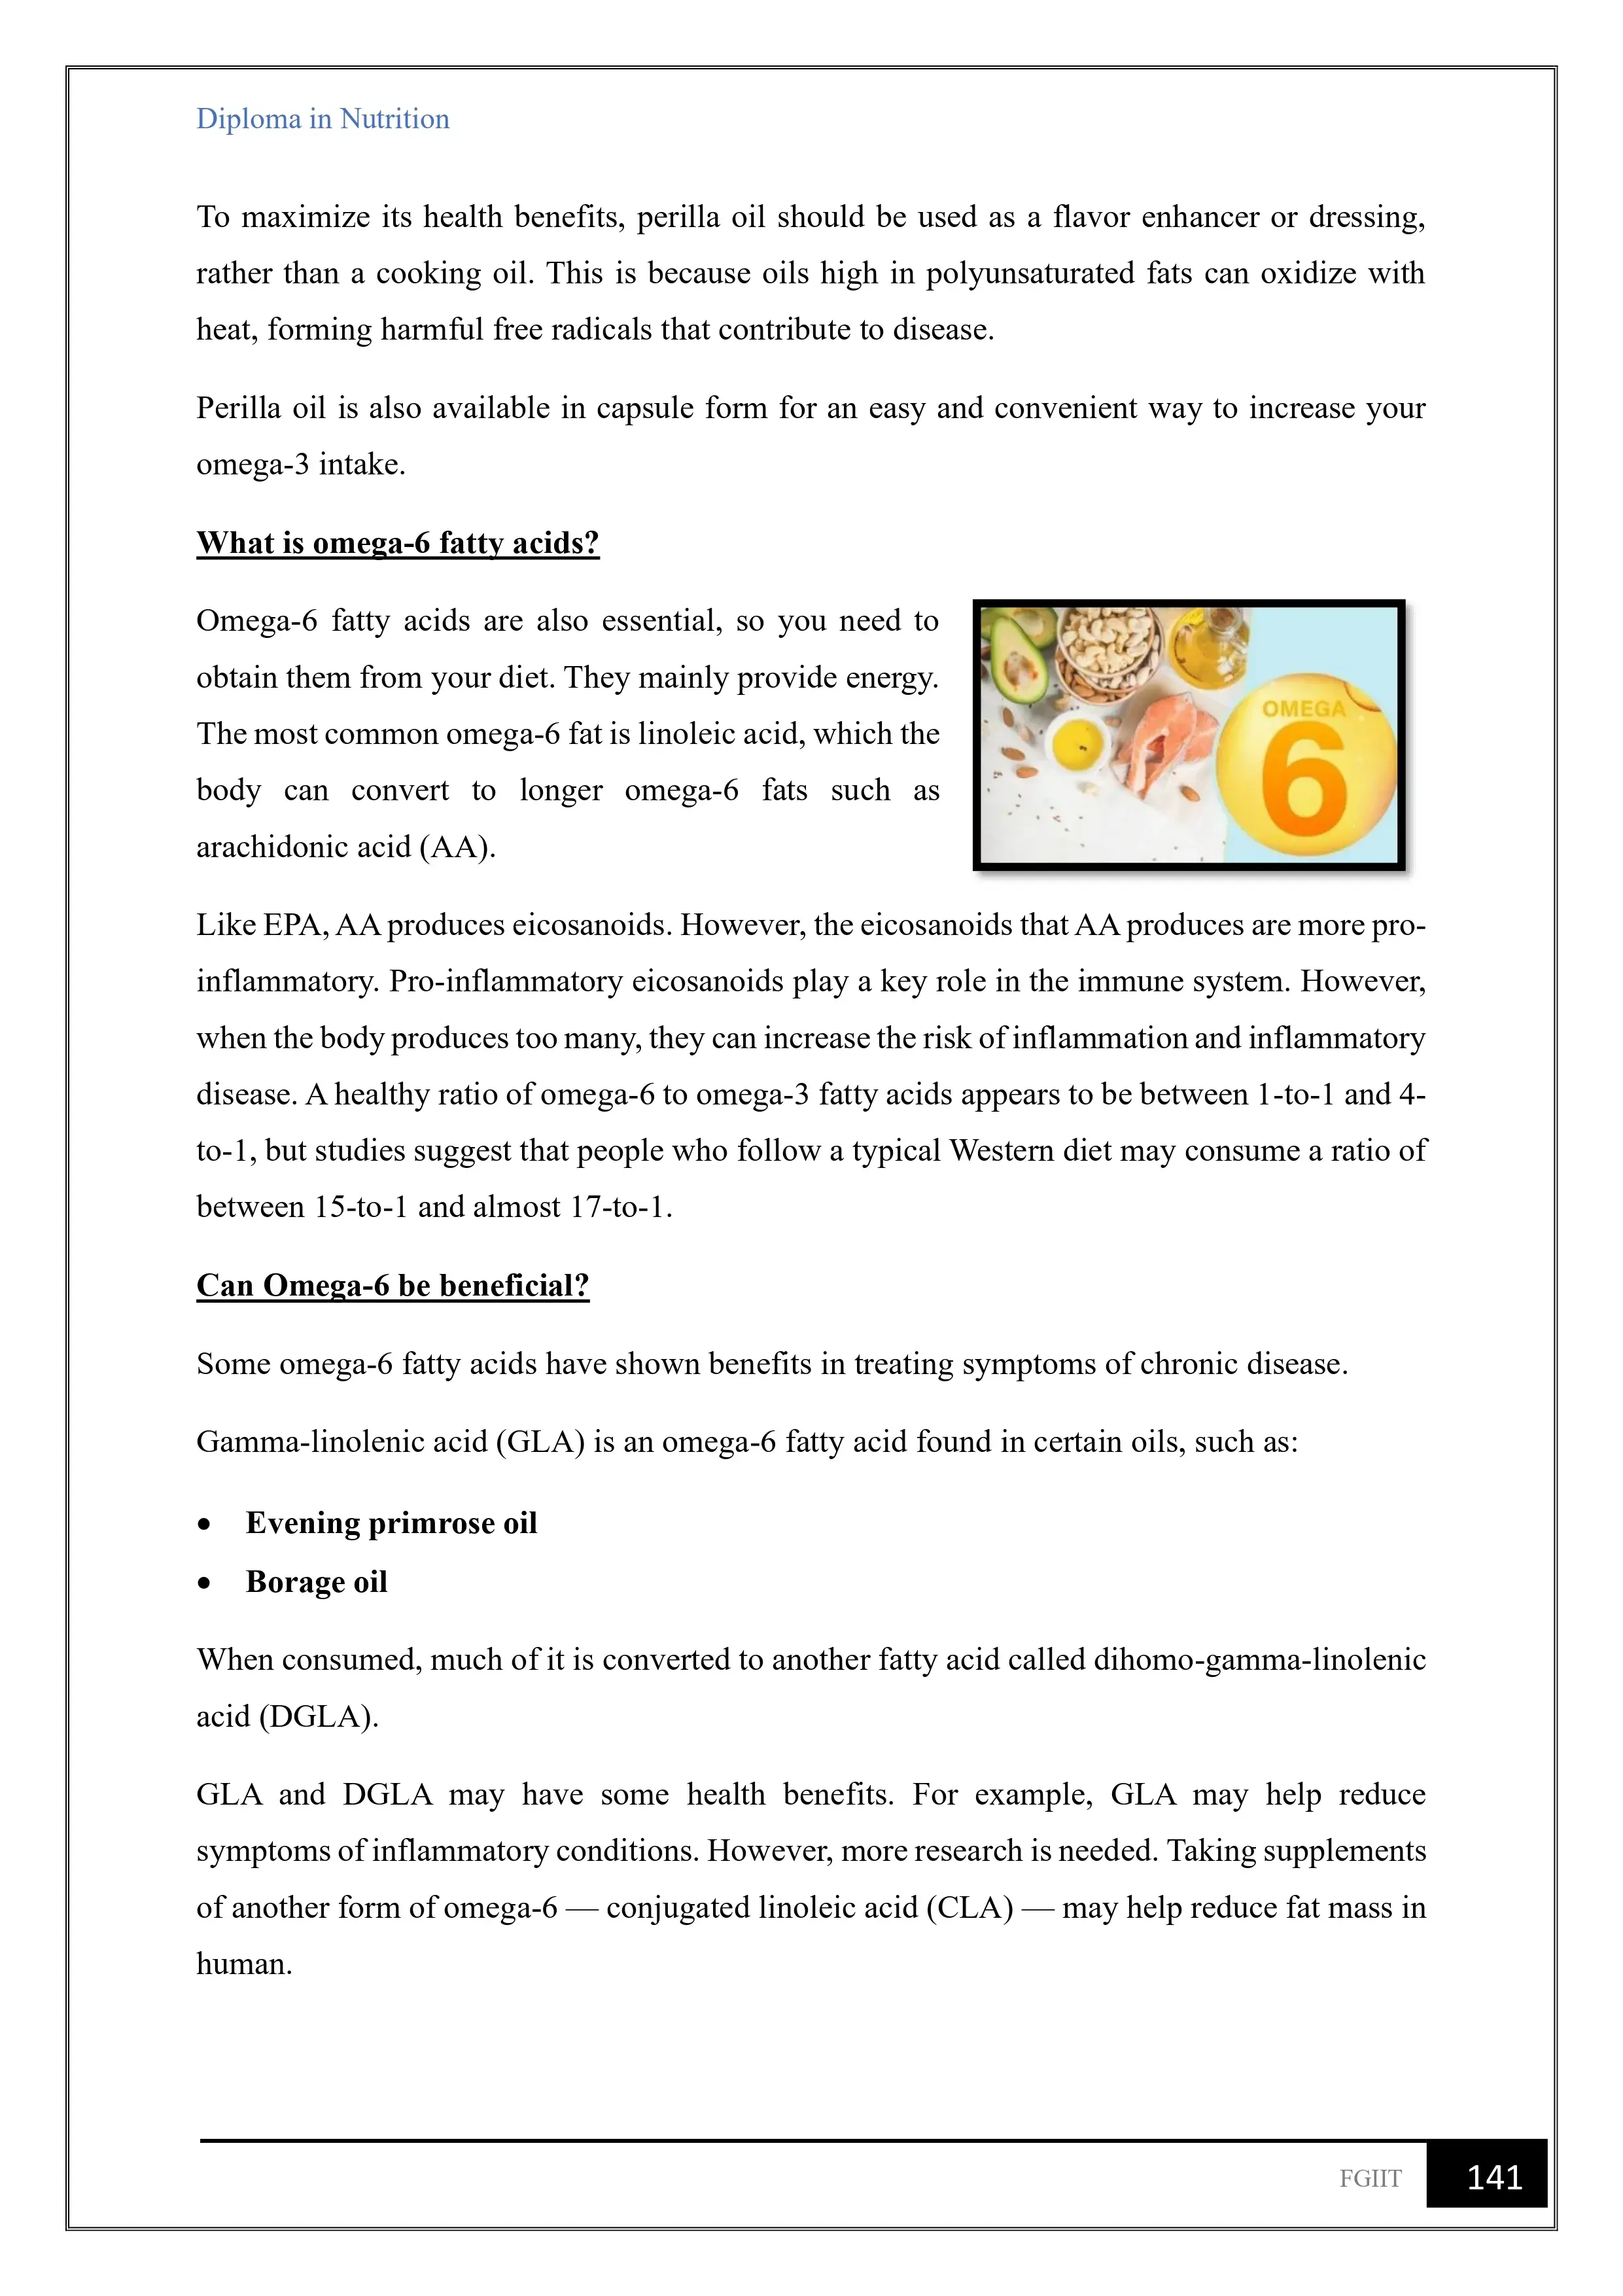 Diploma in Nutrition
To maximize its health benefits, perilla oil should be used as a flavor enhancer or dressing,
rather than a cooking oil. This is because oils high in polyunsaturated fats can oxidize with
heat, forming harmful free radicals that contribute to disease.
Perilla oil is also available in capsule form for an easy and convenient way to increase your
omega-3 intake.
What is omega-6 fatty acids?
Omega-6 fatty acids are also essential, so you need to
obtain them from your diet. They mainly provide energy.
The most common omega-6 fat is linoleic acid, which the
body can convert to longer omega-6 fats such as
arachidonic acid (AA).
OMEGA
6
Like EPA, AA produces eicosanoids. However, the eicosanoids that AA produces are more pro-
inflammatory. Pro-inflammatory eicosanoids play a key role in the immune system. However,
when the body produces too many, they can increase the risk of inflammation and inflammatory
disease. A healthy ratio of omega-6 to omega-3 fatty acids appears to be between 1-to-1 and 4-
to-1, but studies suggest that people who follow a typical Western diet may consume a ratio of
between 15-to-1 and almost 17-to-1.
Can Omega-6 be beneficial?
Some omega-6 fatty acids have shown benefits in treating symptoms of chronic disease.
Gamma-linolenic acid (GLA) is an omega-6 fatty acid found in certain oils, such as:
• Evening primrose oil
• Borage oil
When consumed, much of it is converted to another fatty acid called dihomo-gamma-linolenic
acid (DGLA).
GLA and DGLA may have some health benefits. For example, GLA may help reduce
symptoms of inflammatory conditions. However, more research is needed. Taking supplements
of another form of omega-6 — conjugated linoleic acid (CLA) — may help reduce fat mass in
human.
FGIIT 141